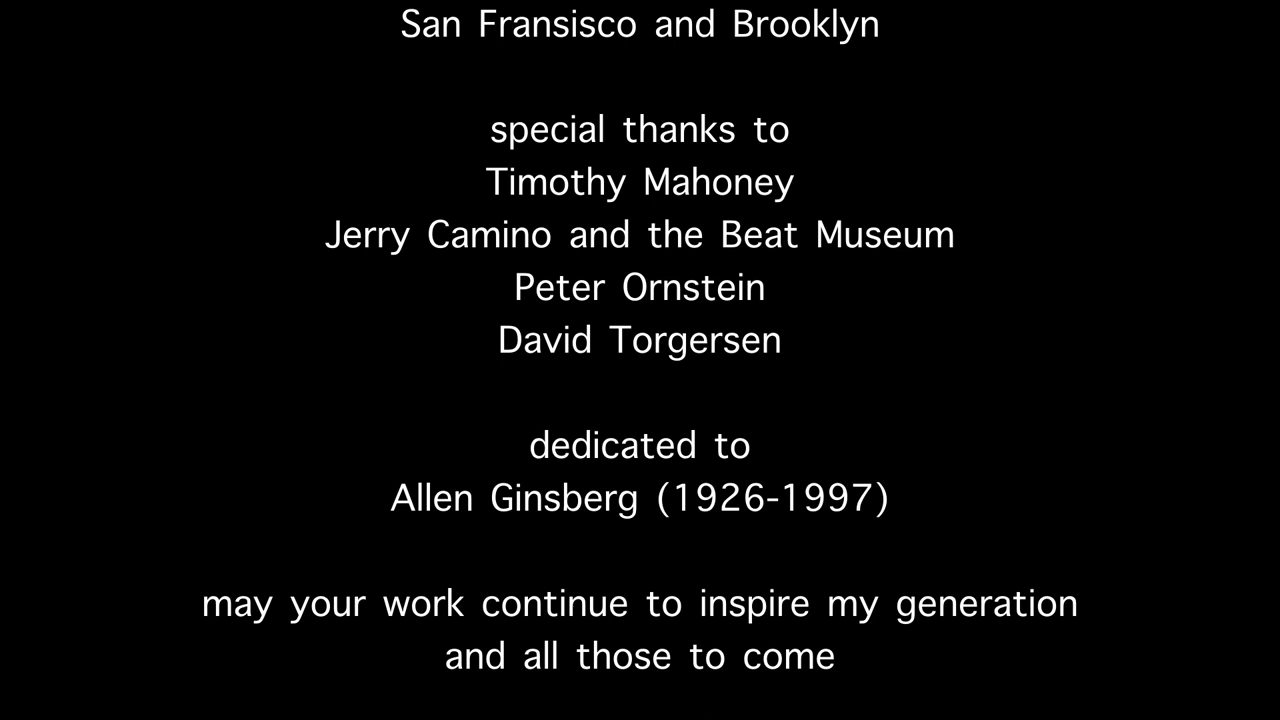 San Fransisco and Brooklyn
special thanks to
Timothy Mahoney
Jerry Camino and the Beat Museum
Peter Ornstein
David Torgersen
dedicated to
Allen Ginsberg (1926-1997)
may your work continue to inspire my generation
and all those to come